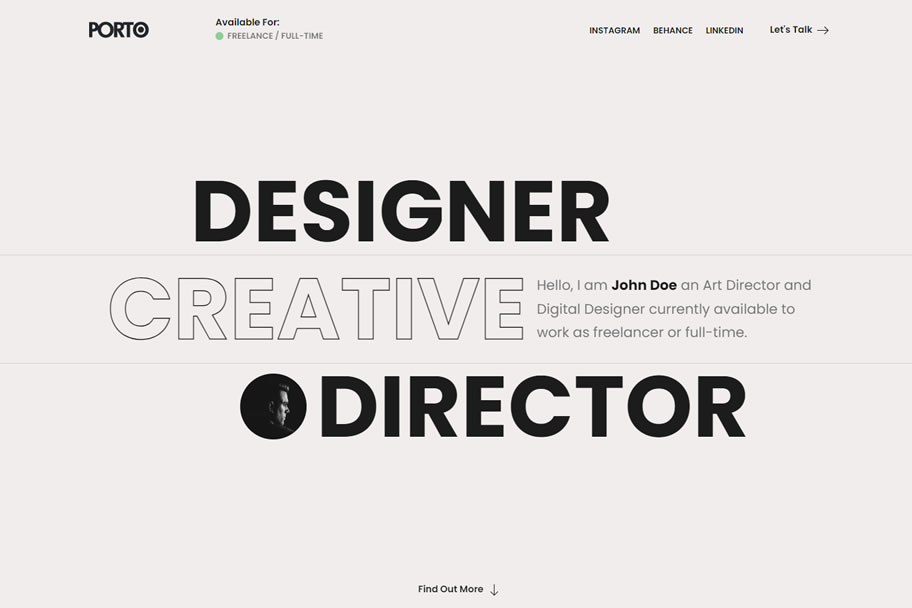 PORTO
Available For:
FREELANCE / FULL-TIME
INSTAGRAM BEHANCE LINKEDIN Let's Talk
DESIGNER
CREATIVE
Hello, I am John Doe an Art Director and
Digital Designer currently available to
work as freelancer or full-time.
DIRECTOR
Find Out More